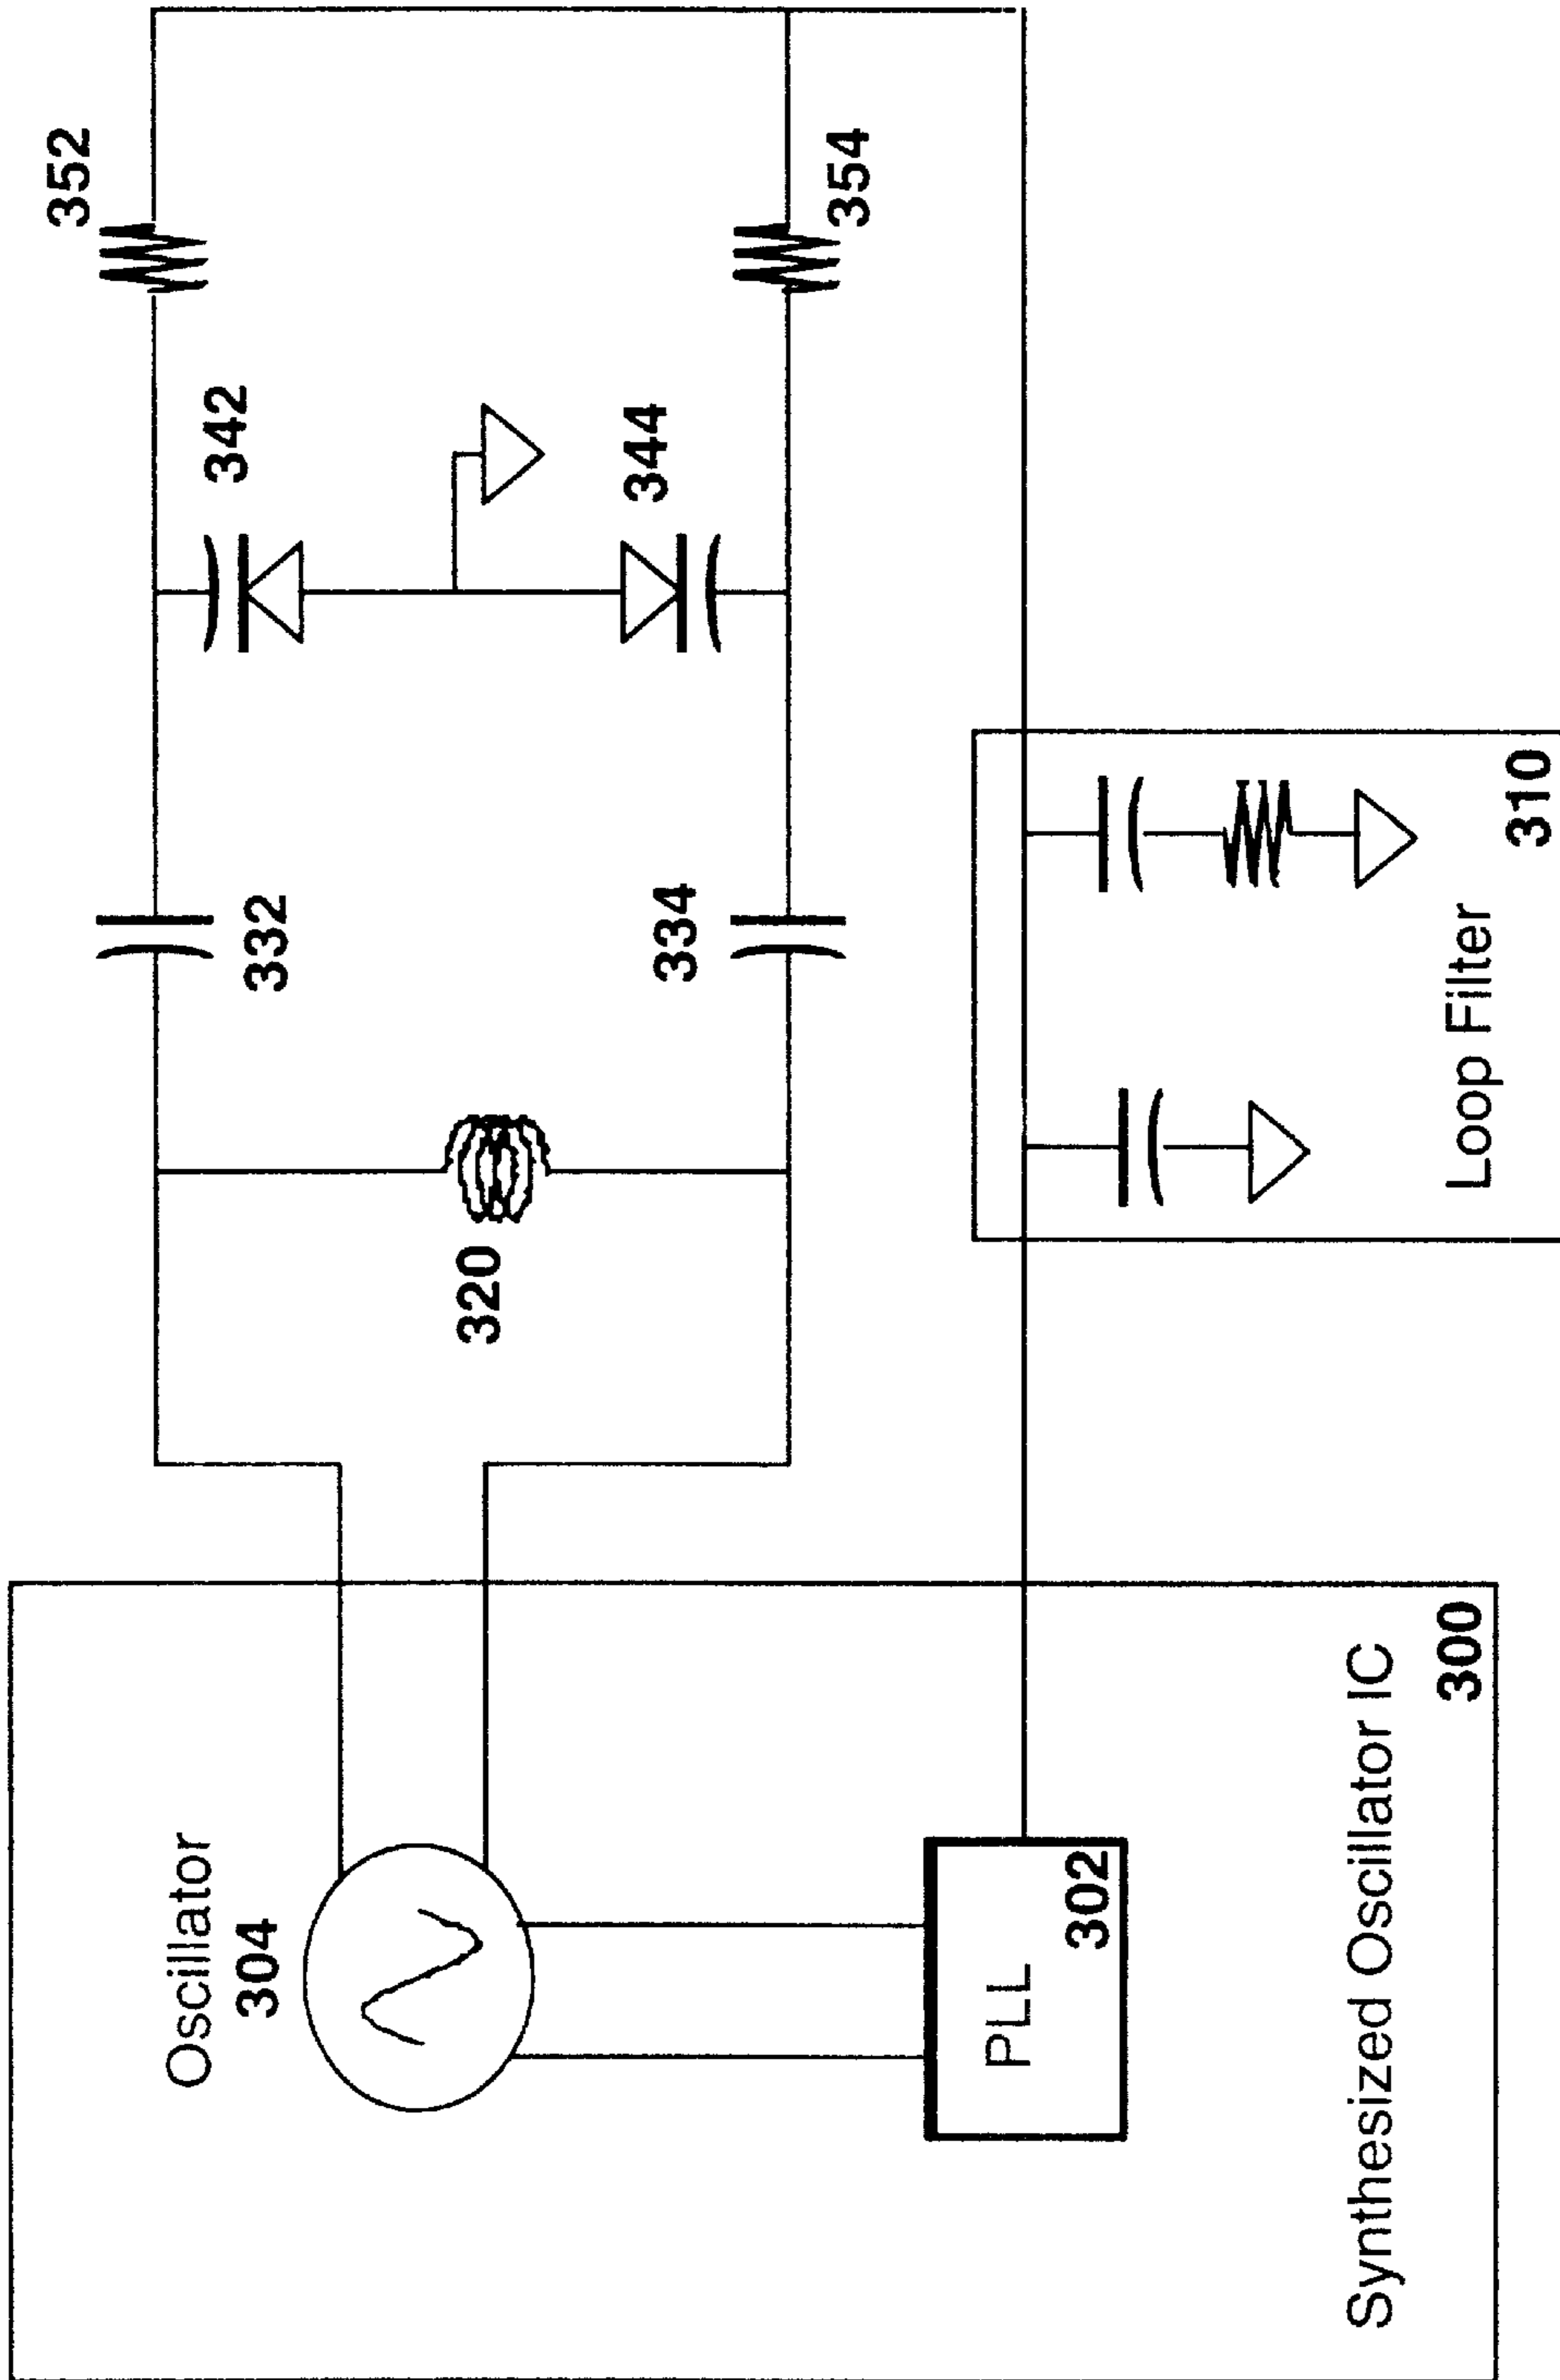 352
342
344
354
332
334
320
Oscillator
304
PLL
302
Synthesized Oscillator IC
300
Loop Filter
310